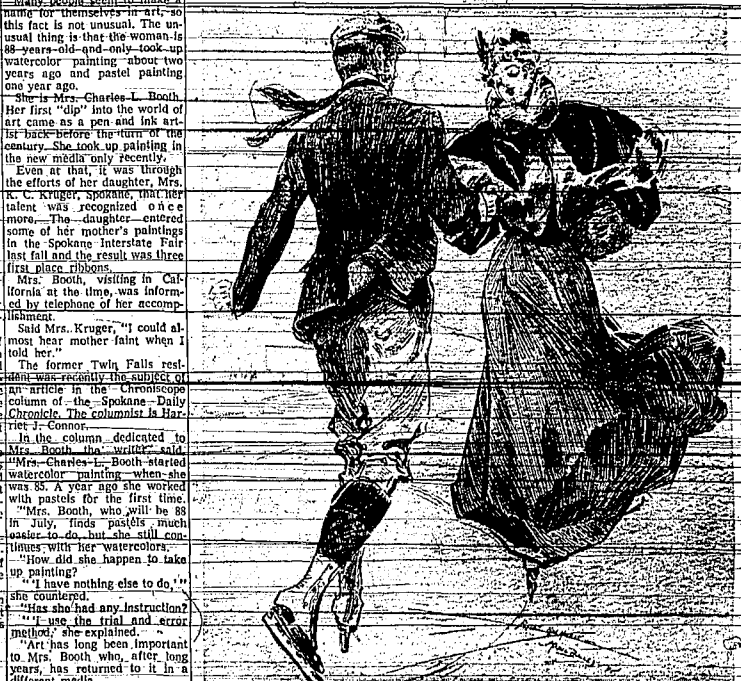 Many people seem to make a
name for themselves in art, so
this fact is not unusual. The un-
usual thing is that the woman is
88 years old and only took up
watercolor painting about two
years ago and pastel painting
one year ago.
She is Mrs. Charles L. Booth.
Her first "dip" into the world of
art came as a pen and ink art-
ist back before the turn of the
century. She took up painting in
the new media only recently.
Even at that, it was through
the efforts of her daughter, Mrs.
K. C. Kruger, Spokane, that her
talent was recognized once
more. The daughter entered
some of her mother's paintings
in the Spokane Interstate Fair
last fall and the result was three
first place ribbons.
Mrs. Booth, visiting in Cal-
ifornia at the time, was inform-
ed by telephone of her accomp-
lishment.
Said Mrs. Kruger, "I could al-
most hear mother faint when I
told her."
The former Twin Falls resi-
dent was recently the subject of
an article in the Chroniscope
column of the Spokane Daily
Chronicle. The columnist is Har-
riet J. Connor.
In the column dedicated to
Mrs. Booth the writer said
"Mrs. Charles L. Booth started
watercolor painting when she
was 85. A year ago she worked
with pastels for the first time.
"Mrs. Booth, who will be 88
in July, finds pastels much
easier to do, but she still con-
tinues with her watercolors.
"How did she happen to take
up painting?
"'I have nothing else to do,'"
she countered.
"Has she had any instruction?
"'I use the trial and error
method,' she explained.
"Art has long been important
to Mrs. Booth who, after long
years, has returned to it in a
different media.